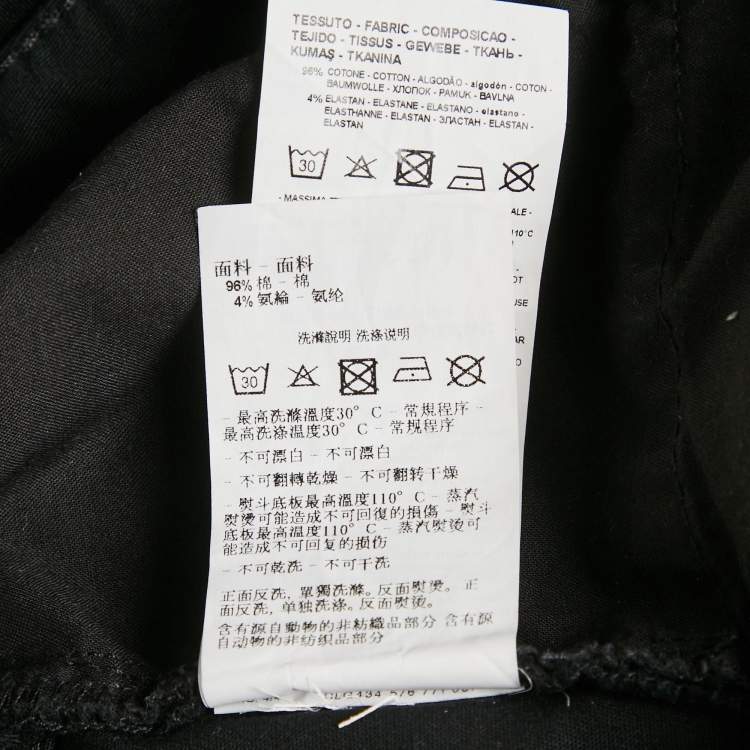 TESSUTO - FABRIC - COMPOSICAO -
TEJIDO - TISSUS - GEWEBE - ТКАНЬ -
KUMAŞ - TKANINA
96% COTONE - COTTON - ALGODÃO - algodón - COTON -
BAUMWOLLE - ХЛОПОК - PAMUK - BAVLNA
4% ELASTAN - ELASTANE - ELASTANO - elastano -
ELASTHANNE - ELASTAN - ЭЛАСТАН - ELASTAN -
ELASTAN
30
- MASSIMA
ALE -
110°C
OT
OUSE
AR
面料 - 面料
96% 棉 - 棉
4% 氨綸 - 氨纶
洗滌說明 洗涤说明
30
- 最高洗滌溫度30° C - 常規程序 -
最高洗涤温度30° C - 常规程序
- 不可漂白 - 不可漂白
- 不可翻轉乾燥 - 不可翻转干燥
- 熨斗底板最高溫度110° C - 蒸汽
熨燙可能造成不可回復的損傷 - 熨斗
底板最高温度110° C - 蒸汽熨烫可
能造成不可回复的损伤
- 不可乾洗 - 不可干洗
正面反洗, 單獨洗滌。反面熨燙。 正
面反洗, 单独洗涤。反面熨烫。
含有源自動物的非紡織品部分 含有源
自动物的非纺织品部分